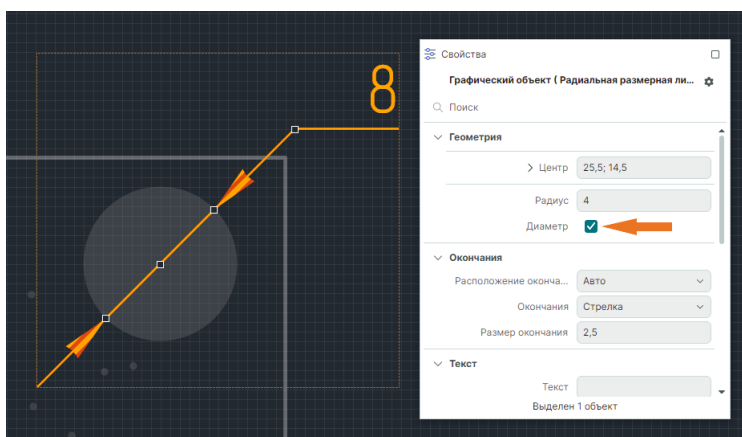 8
Свойства
Графический объект ( Радиальная размерная ли...
Поиск
Геометрия
Центр 25,5; 14,5
Радиус 4
Диаметр
Окончания
Расположение оконча... Авто
Окончания Стрелка
Размер окончания 2,5
Текст
Текст
Выделен 1 объект